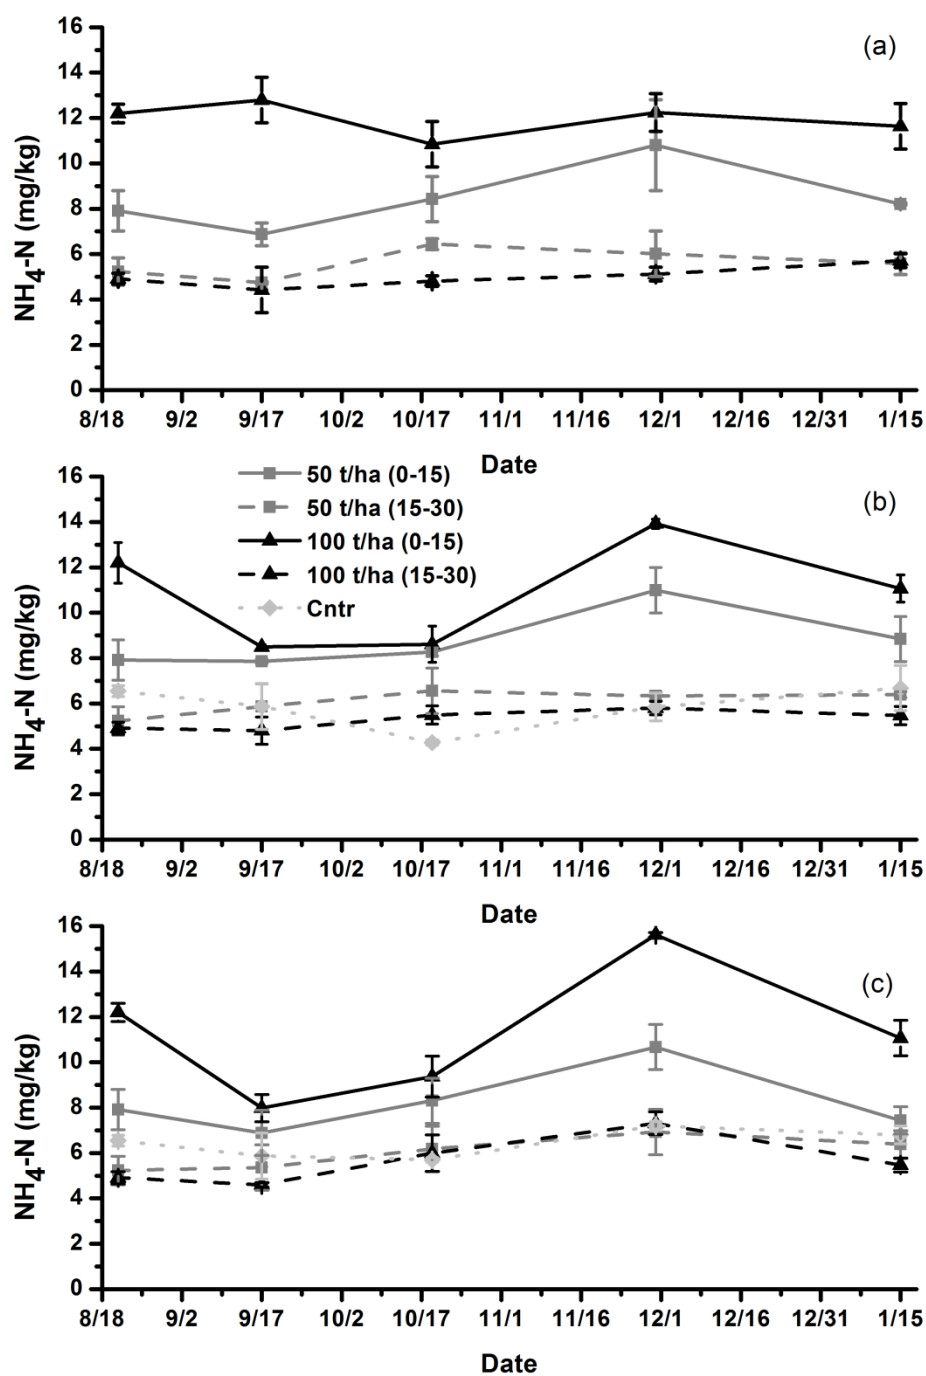 (a)
NH4-N (mg/kg)
16
14
12
10
8
6
4
2
0
8/18 9/2 9/17 10/2 10/17 11/1 11/16 12/1 12/16 12/31 1/15
Date
(b)
50 t/ha (0-15)
50 t/ha (15-30)
100 t/ha (0-15)
100 t/ha (15-30)
Cntr
NH4-N (mg/kg)
16
14
12
10
8
6
4
2
0
8/18 9/2 9/17 10/2 10/17 11/1 11/16 12/1 12/16 12/31 1/15
Date
(c)
NH4-N (mg/kg)
16
14
12
10
8
6
4
2
0
8/18 9/2 9/17 10/2 10/17 11/1 11/16 12/1 12/16 12/31 1/15
Date